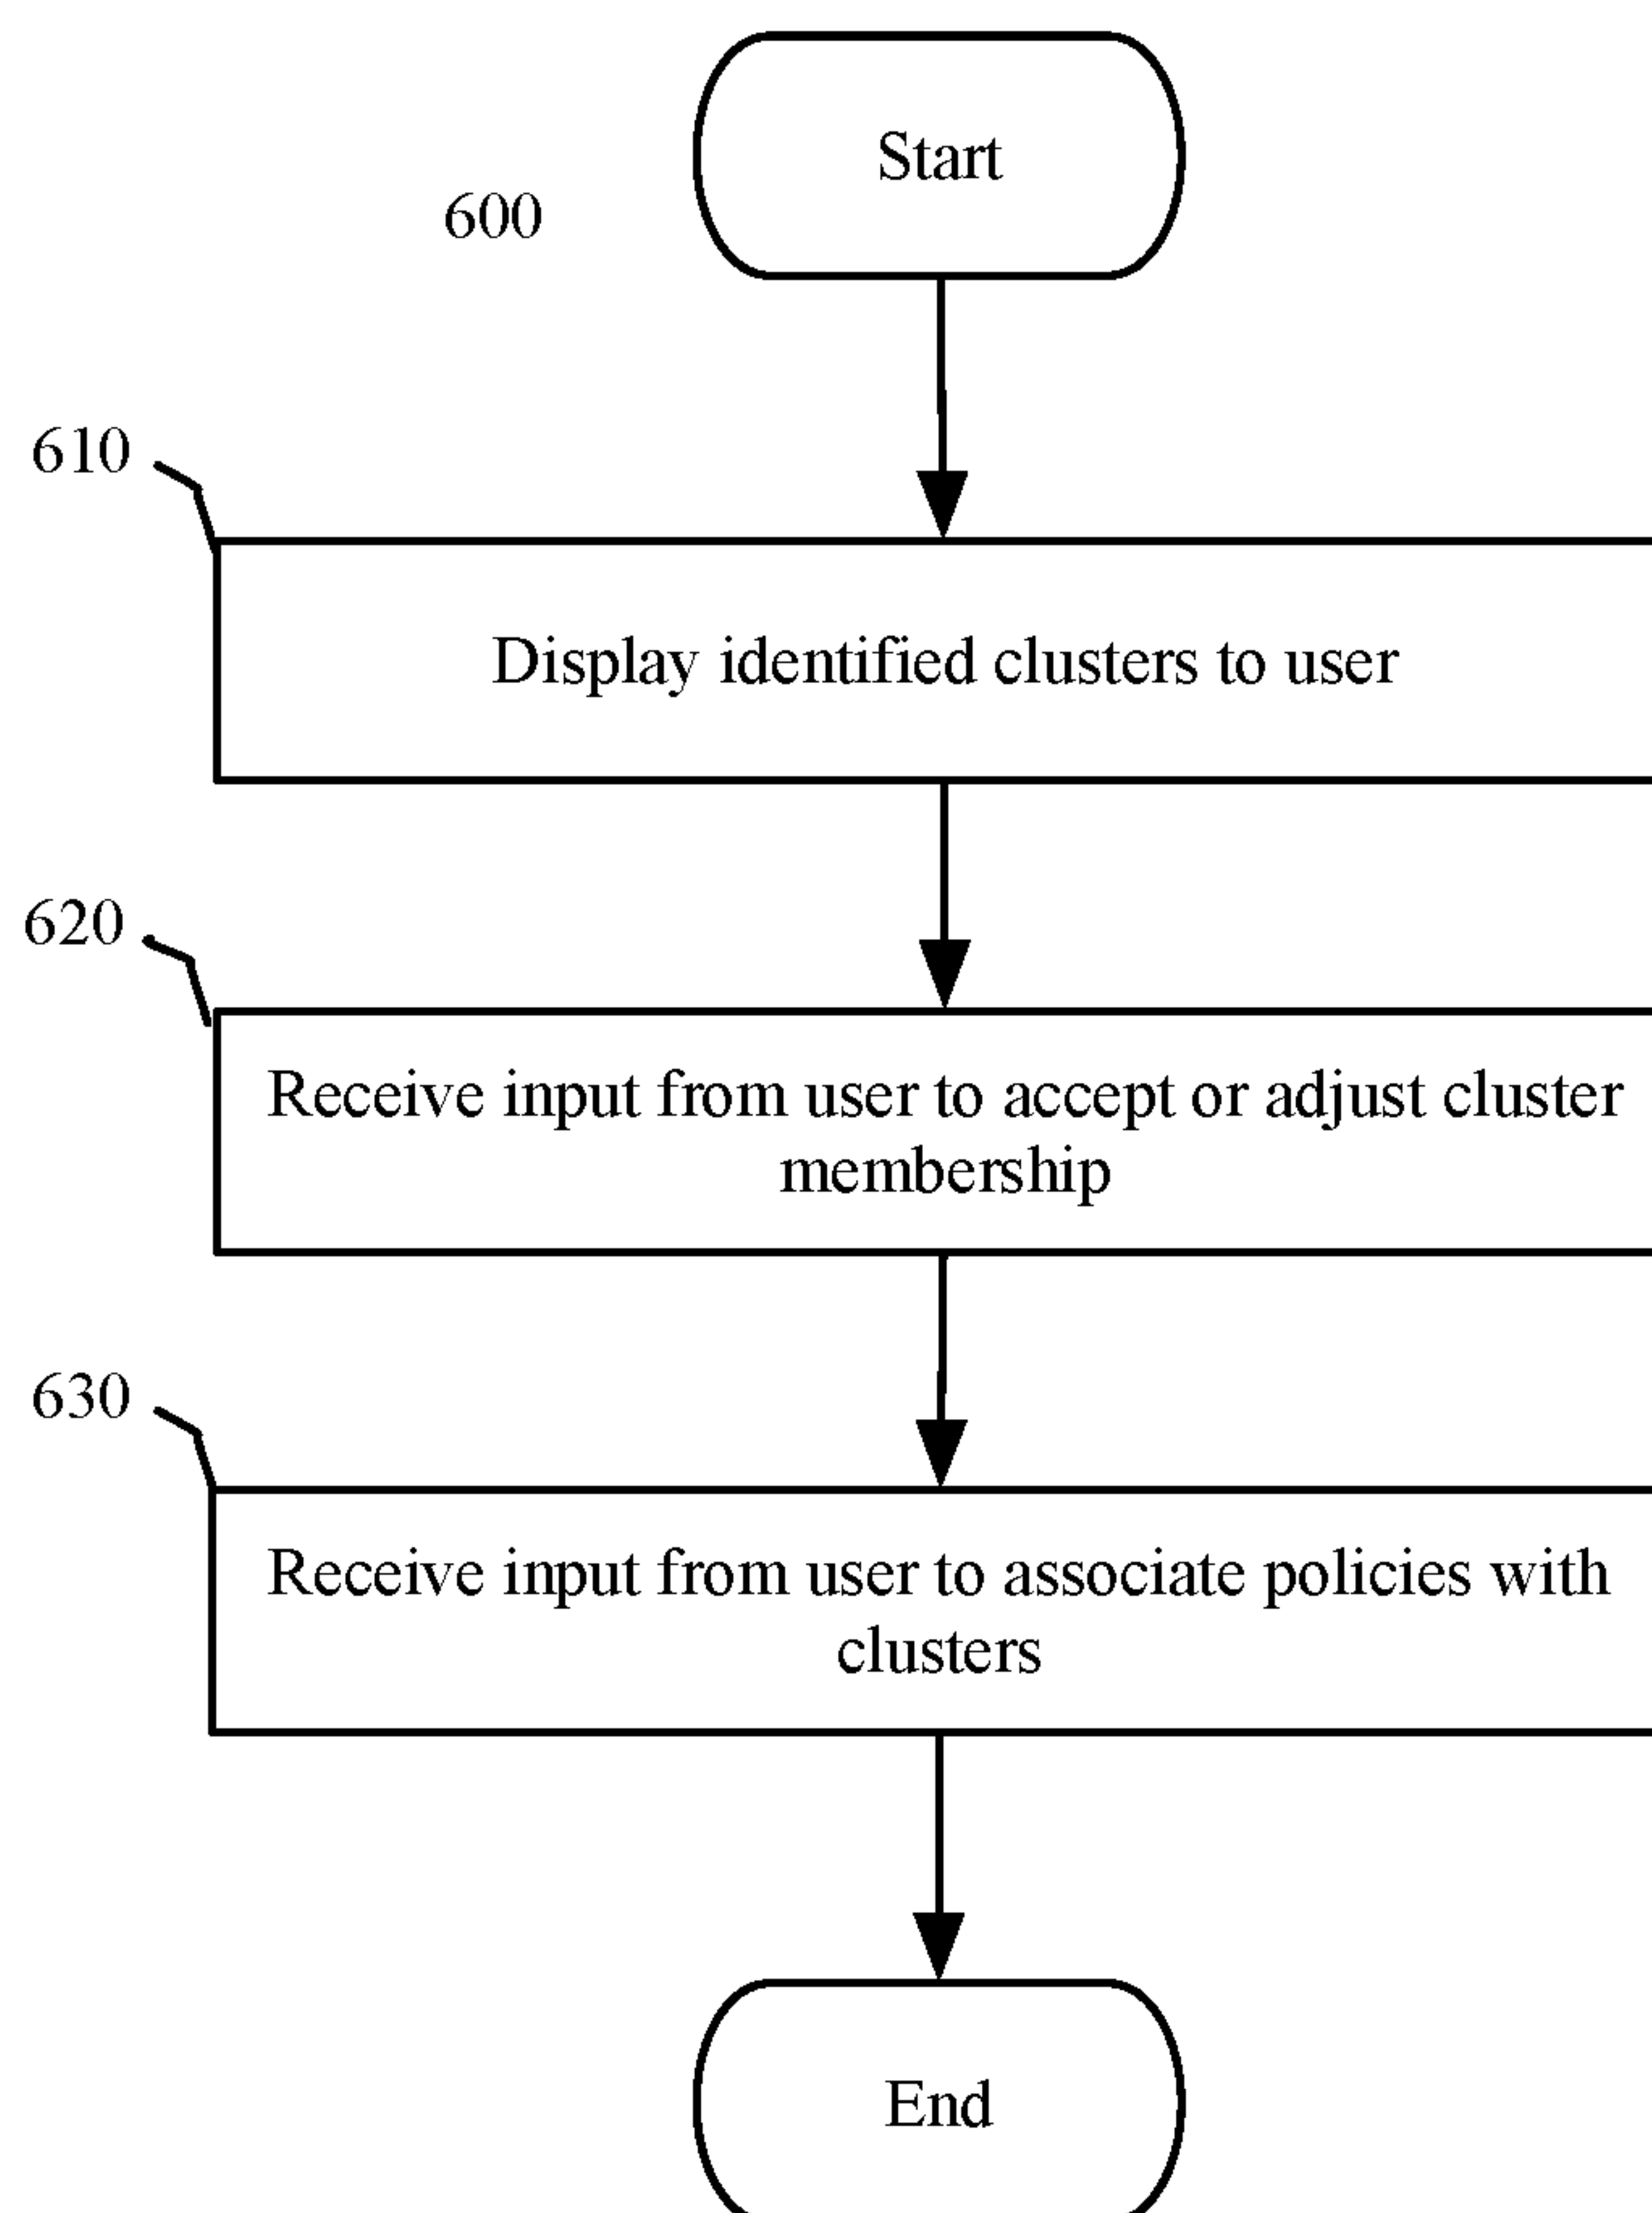 Start
600
610
Display identified clusters to user
620
Receive input from user to accept or adjust cluster
membership
630
Receive input from user to associate policies with
clusters
End